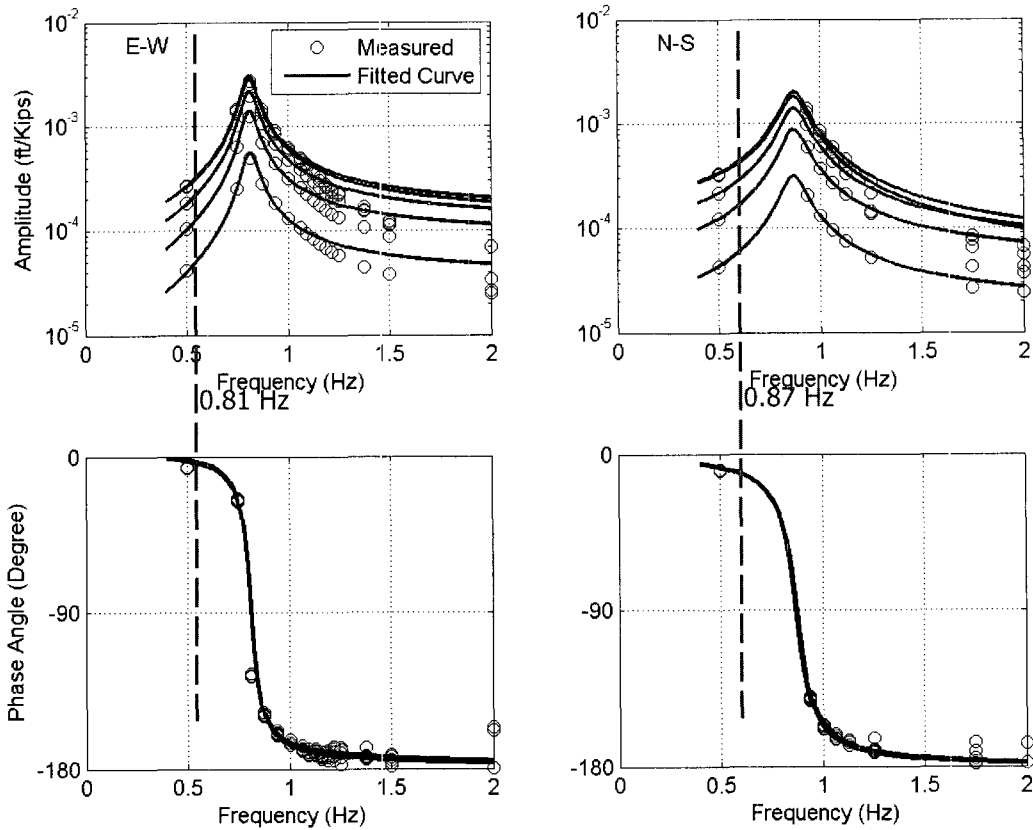 10^-2
10^-3
10^-4
10^-5
Amplitude (ft/Kips)
E-W
Measured
Fitted Curve
0 0.5 1 1.5 2
Frequency (Hz)
0.81 Hz
10^-2
10^-3
10^-4
10^-5
N-S
0 0.5 1 1.5 2
Frequency (Hz)
0.87 Hz
0
-90
-180
Phase Angle (Degree)
0 0.5 1 1.5 2
Frequency (Hz)
0
-90
-180
0 0.5 1 1.5 2
Frequency (Hz)